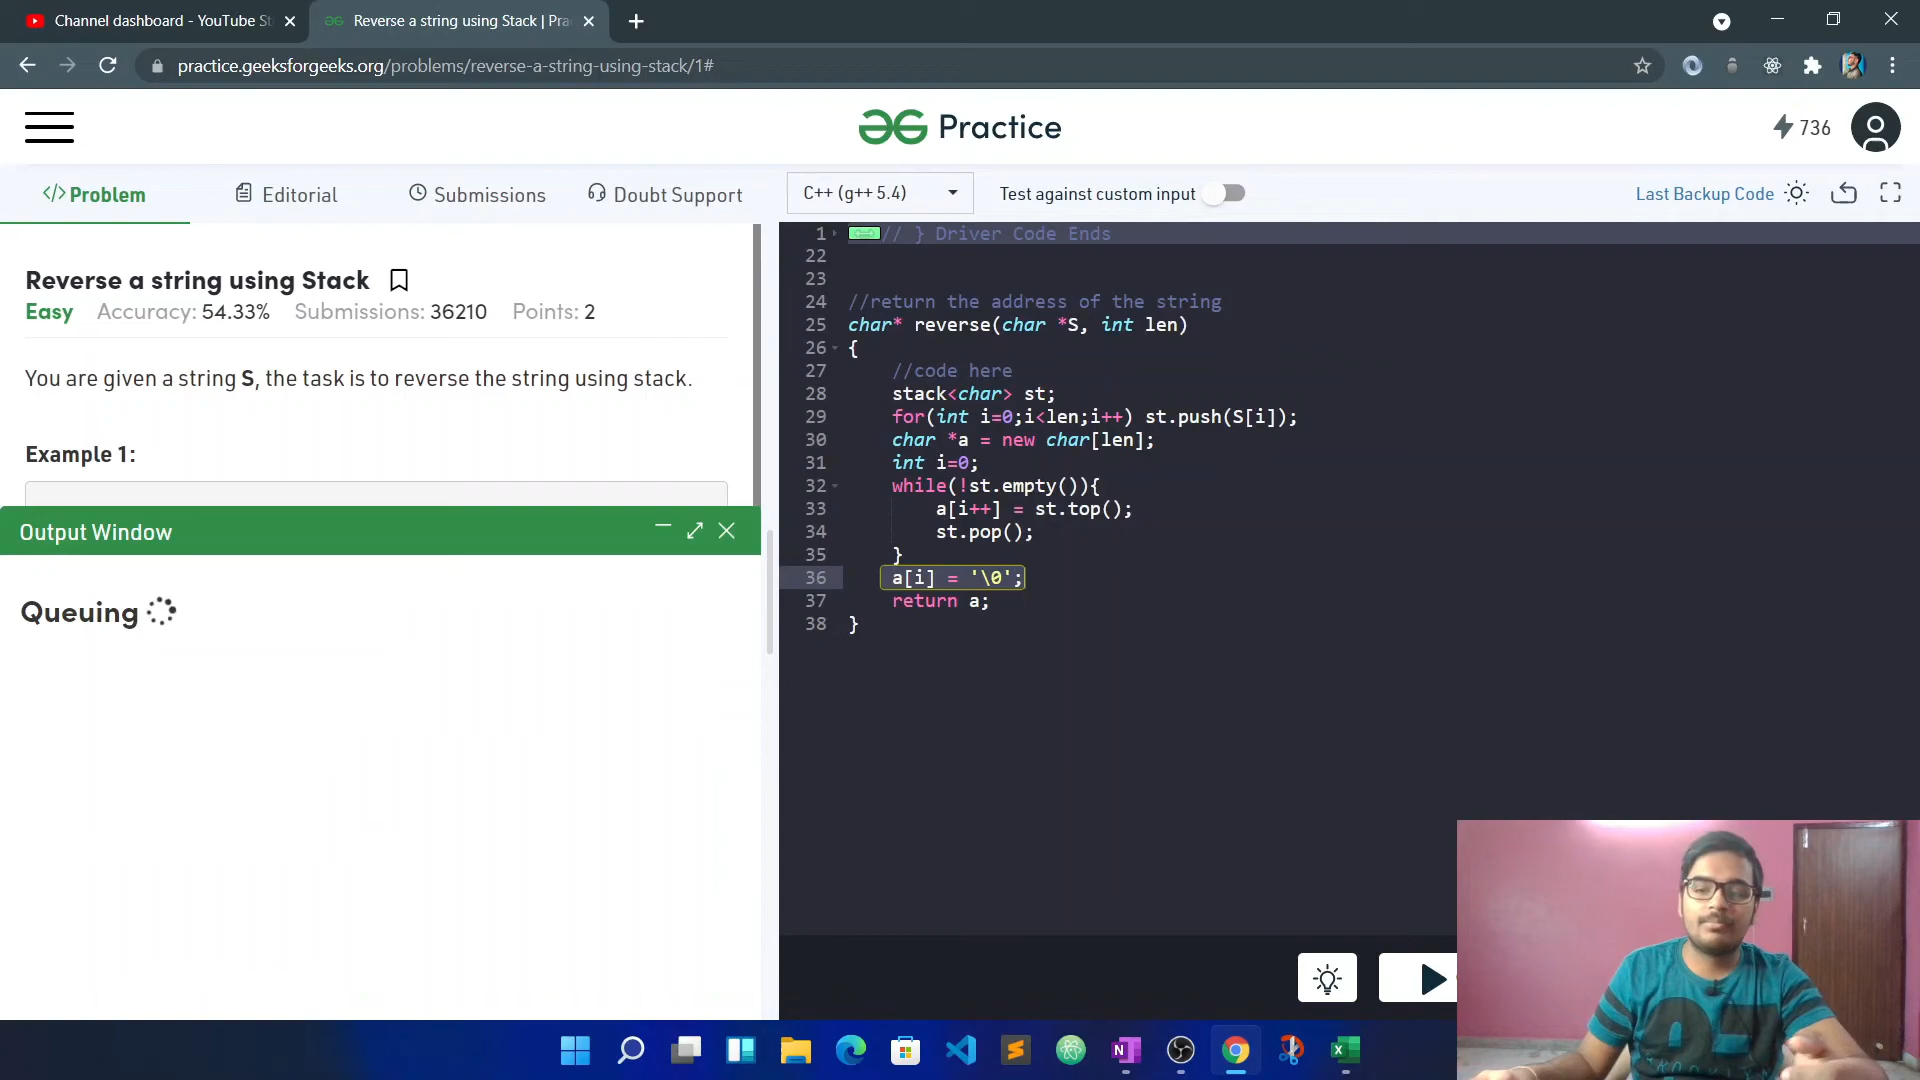 Channel dashboard - YouTube St
Reverse a string using Stack | Pra
practice.geeksforgeeks.org/problems/reverse-a-string-using-stack/1#
Practice
736
</> Problem
Editorial
Submissions
Doubt Support
C++ (g++ 5.4)
Test against custom input
Last Backup Code
Reverse a string using Stack
Easy Accuracy: 54.33% Submissions: 36210 Points: 2
You are given a string S, the task is to reverse the string using stack.
Example 1:
Output Window
Queuing
1 // } Driver Code Ends
22
23
24 //return the address of the string
25 char* reverse(char *S, int len)
26 {
27 //code here
28 stack<char> st;
29 for(int i=0;i<len;i++) st.push(S[i]);
30 char *a = new char[len];
31 int i=0;
32 while(!st.empty()){
33 a[i++] = st.top();
34 st.pop();
35 }
36 a[i] = '\0';
37 return a;
38 }